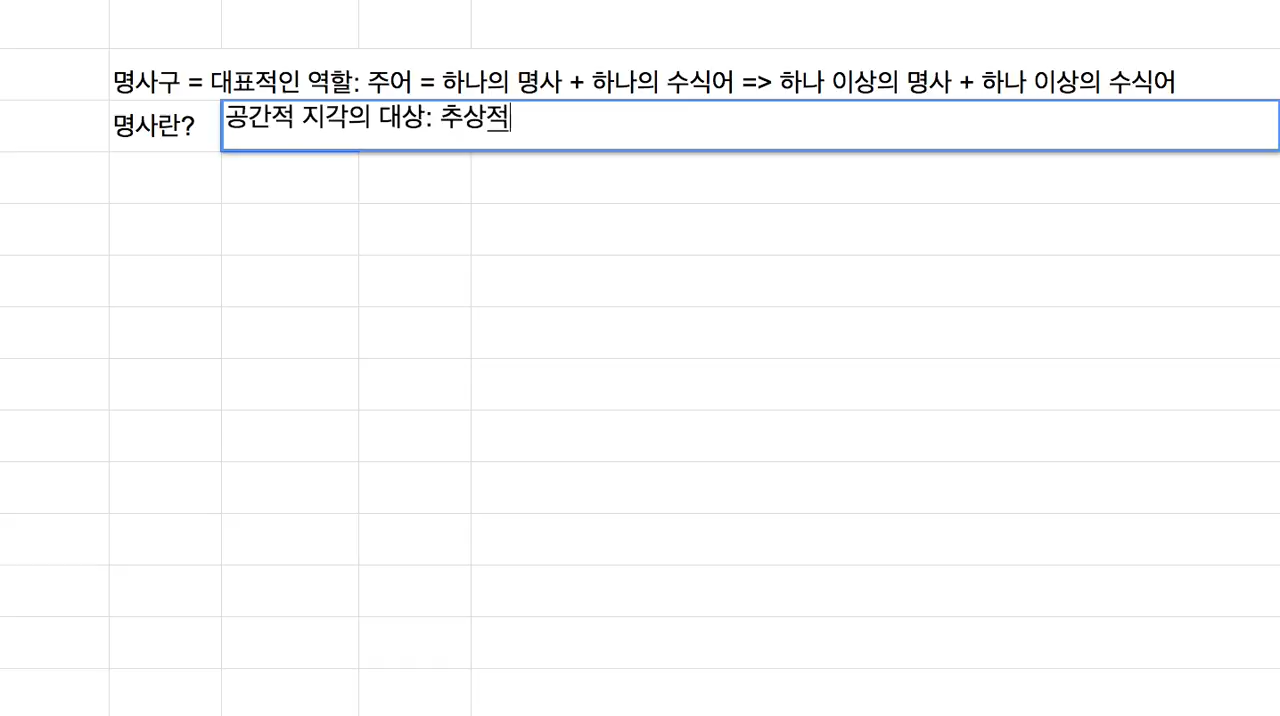 명사구 = 대표적인 역할: 주어 = 하나의 명사 + 하나의 수식어 => 하나 이상의 명사 + 하나 이상의 수식어
명사란? 공간적 지각의 대상: 추상적